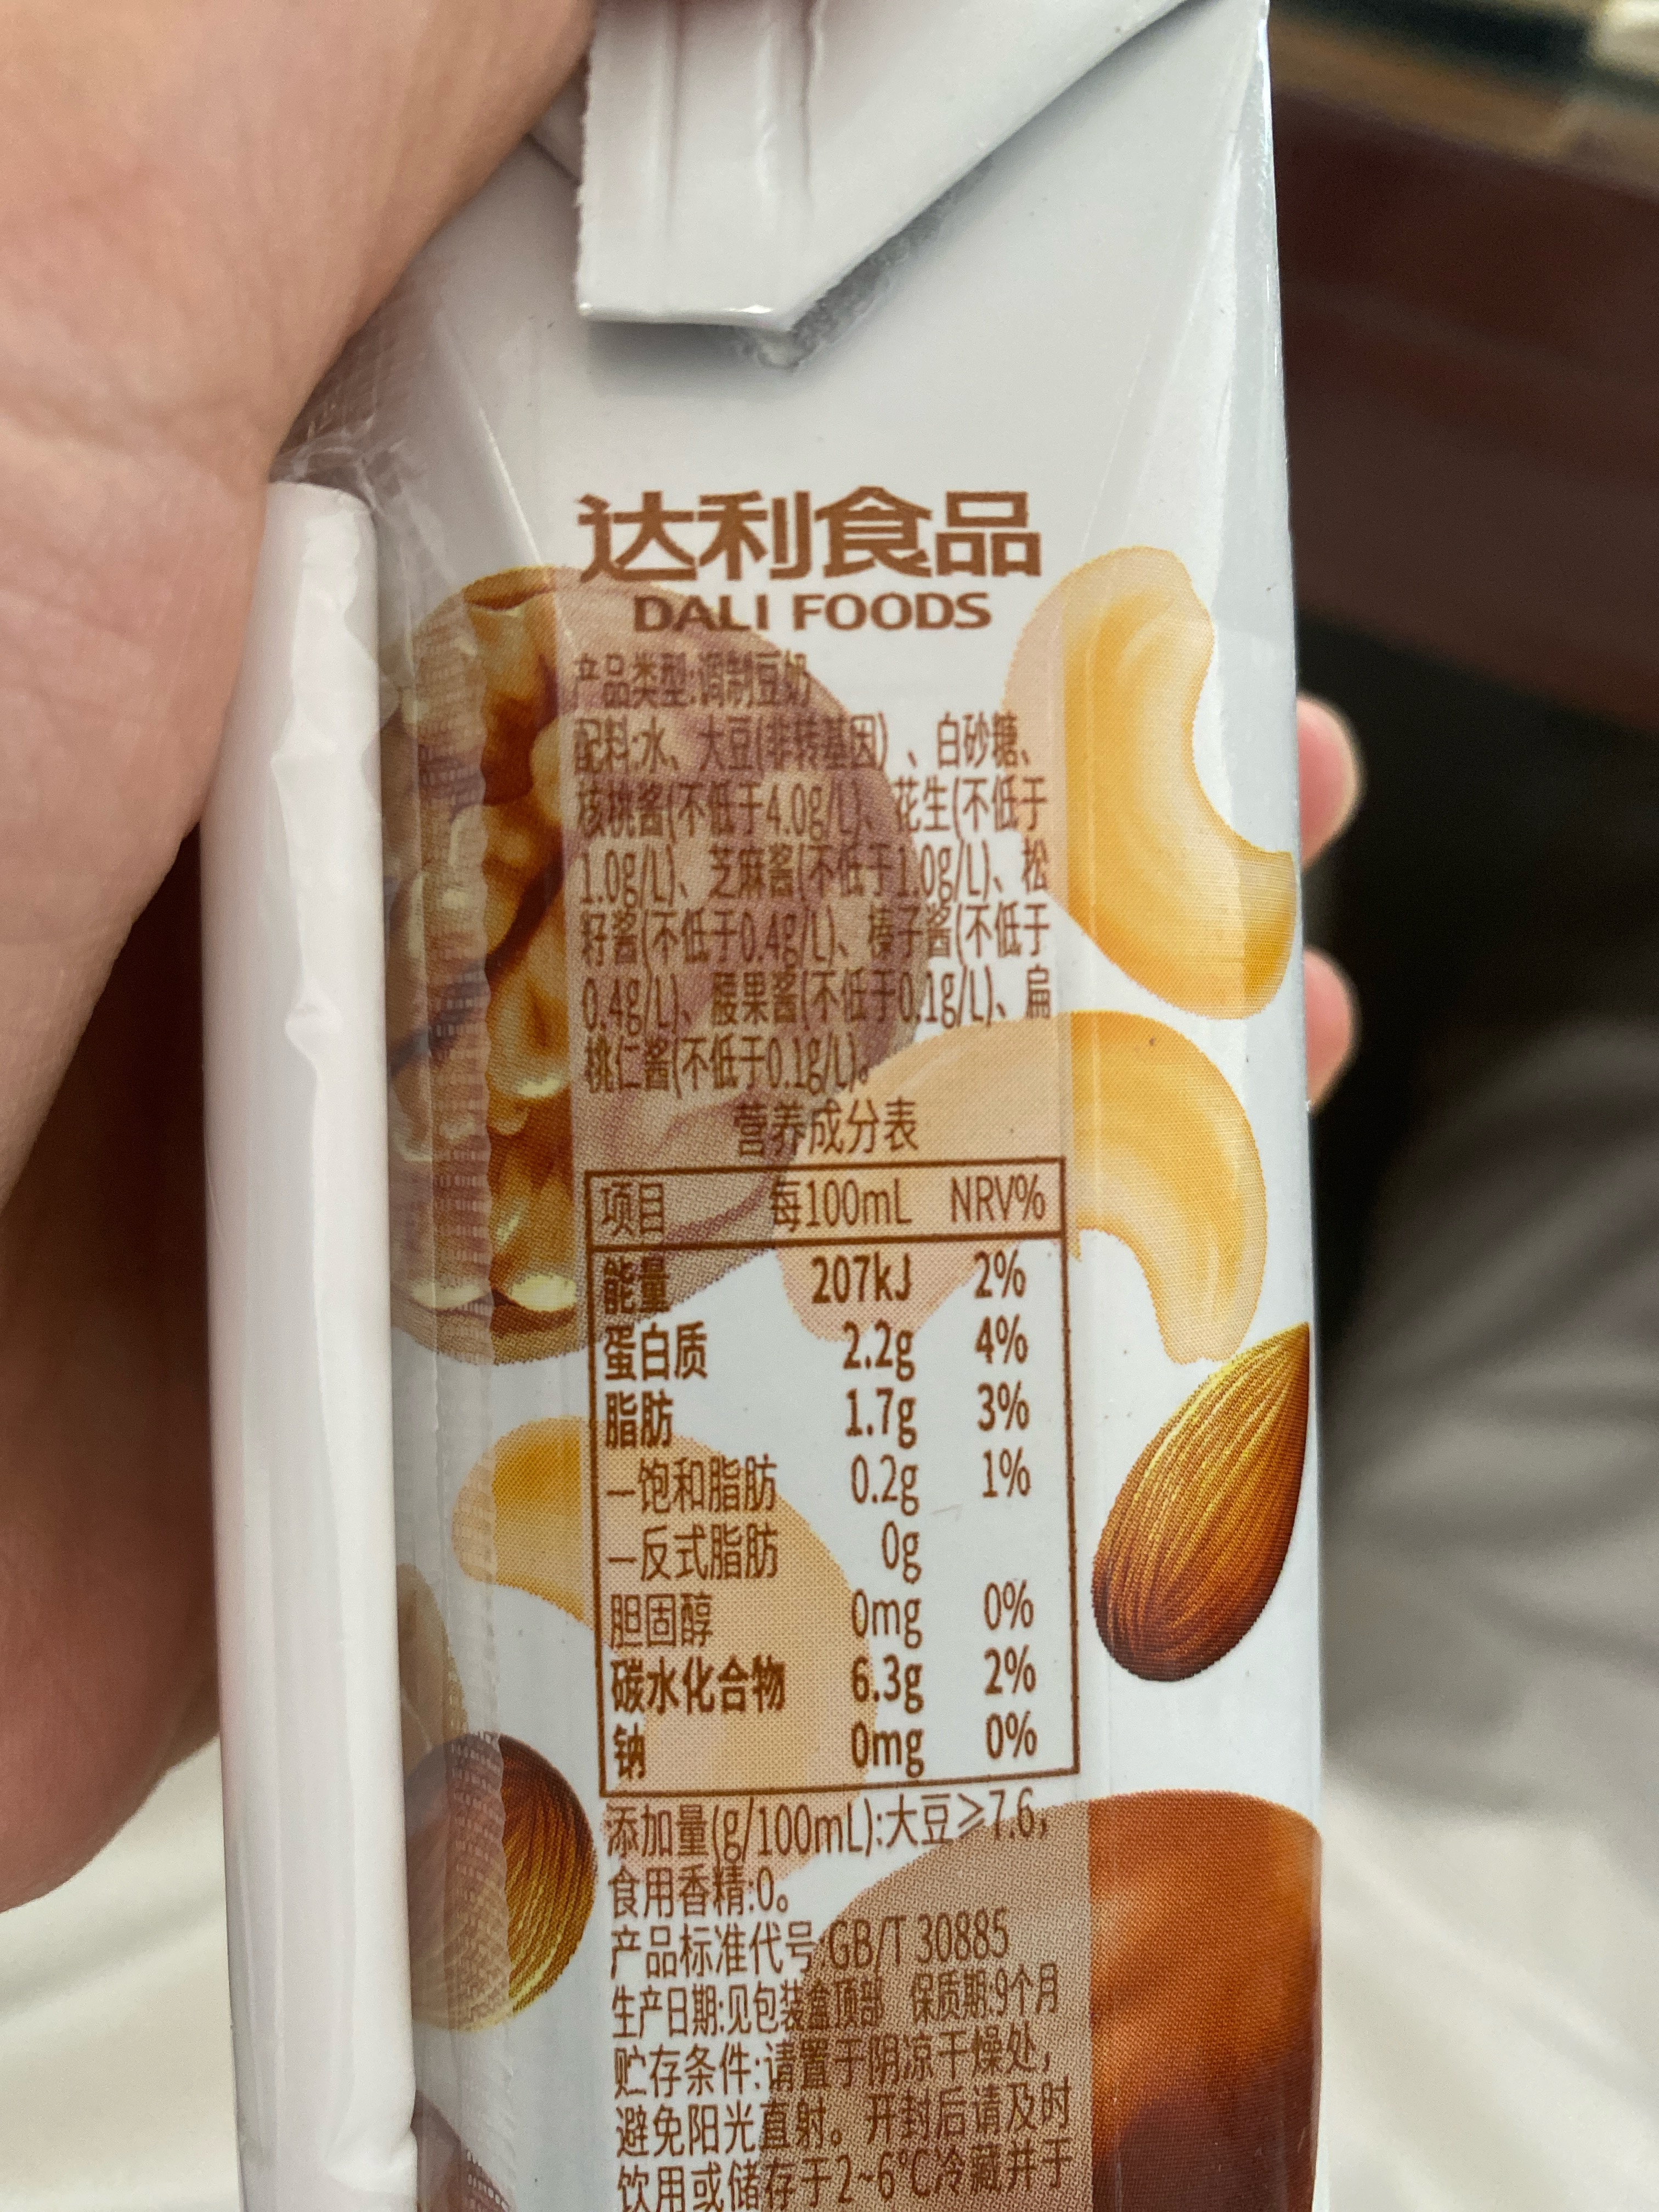 达利食品
DALI FOODS
产品类型:调制豆奶
配料:水、大豆(非转基因)、白砂糖、
核桃酱(不低于4.0g/L)、花生(不低于
1.0g/L)、芝麻酱(不低于1.0g/L)、松
籽酱(不低于0.4g/L)、榛子酱(不低于
0.4g/L)、腰果酱(不低于0.1g/L)、扁
桃仁酱(不低于0.1g/L)。
营养成分表
项目 每100mL NRV%
能量 207kJ 2%
蛋白质 2.2g 4%
脂肪 1.7g 3%
—饱和脂肪 0.2g 1%
—反式脂肪 0g
胆固醇 0mg 0%
碳水化合物 6.3g 2%
钠 0mg 0%
添加量(g/100mL):大豆≥7.6,
食用香精:0。
产品标准代号:GB/T 30885
生产日期:见包装盒顶部 保质期:9个月
贮存条件:请置于阴凉干燥处,
避免阳光直射。开封后请及时
饮用或储存于2~6℃冷藏并于